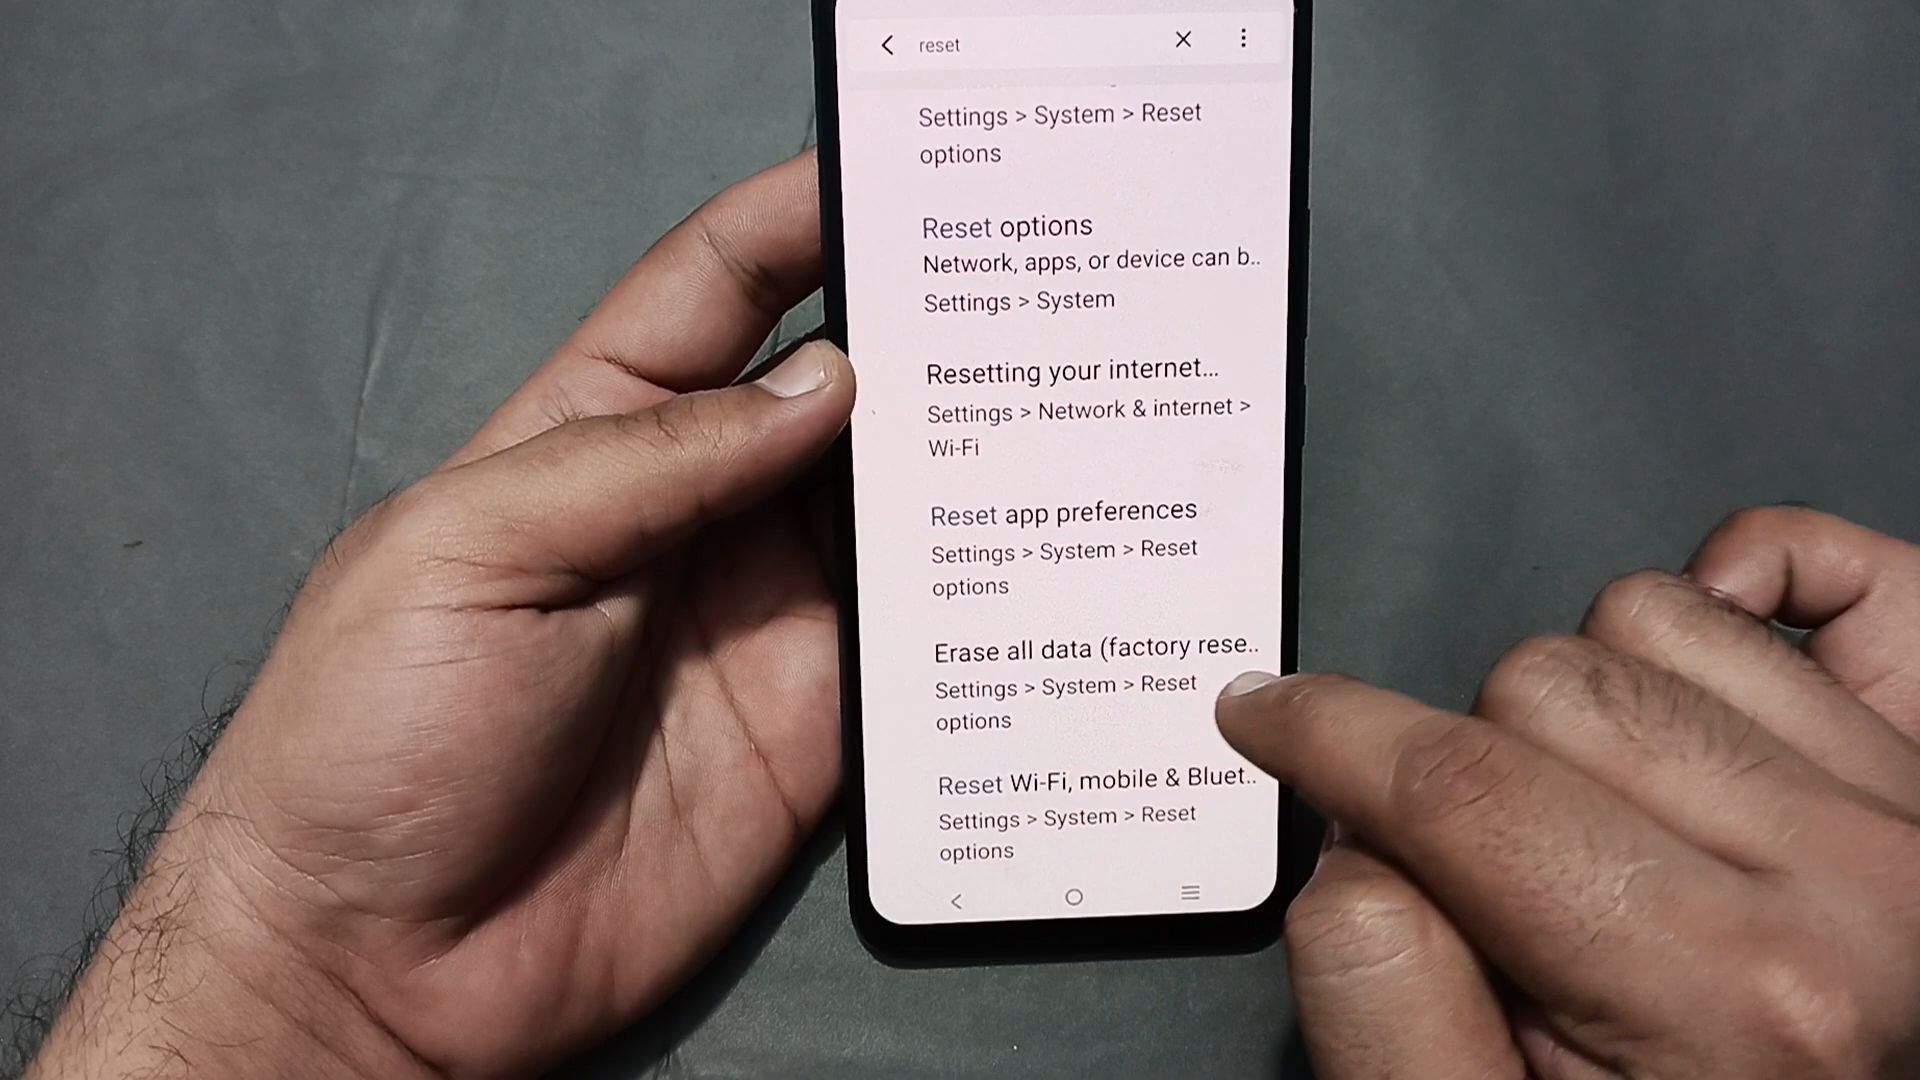 reset
Settings > System > Reset
options
Reset options
Network, apps, or device can b..
Settings > System
Resetting your internet...
Settings > Network & internet >
Wi-Fi
Reset app preferences
Settings > System > Reset
options
Erase all data (factory rese..
Settings > System > Reset
options
Reset Wi-Fi, mobile & Bluet..
Settings > System > Reset
options